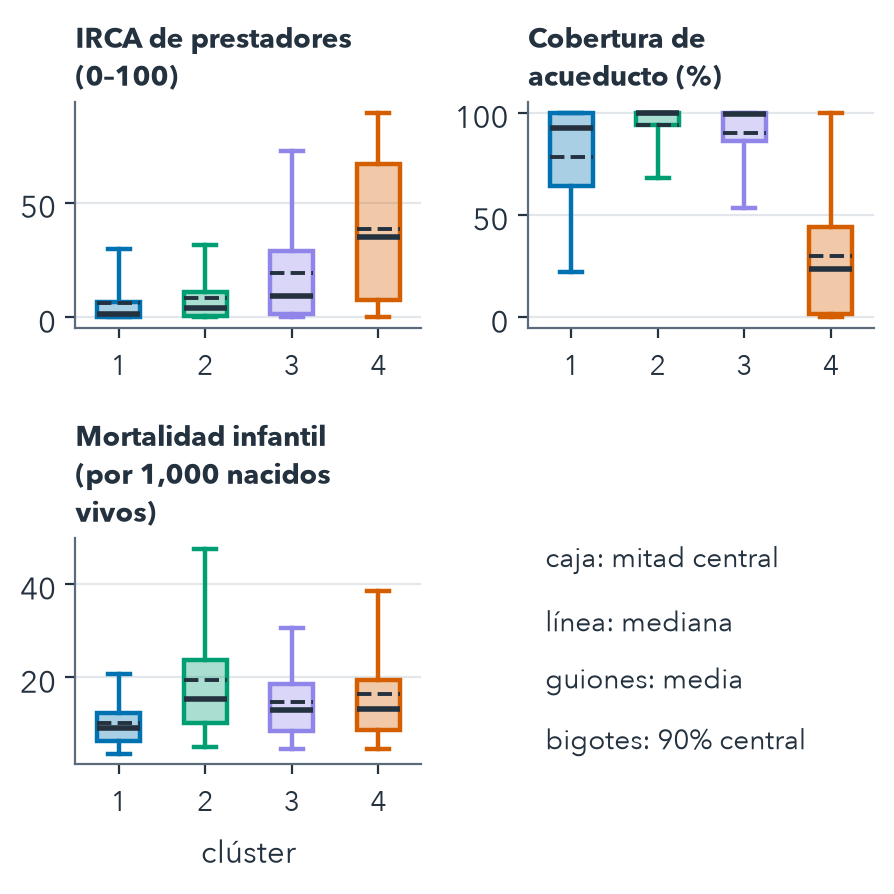 IRCA de prestadores
(0–100)
50
0
1 2 3 4
Cobertura de
acueducto (%)
100
50
0
1 2 3 4
Mortalidad infantil
(por 1,000 nacidos
vivos)
40
20
1 2 3 4
clúster
caja: mitad central
línea: mediana
guiones: media
bigotes: 90% central